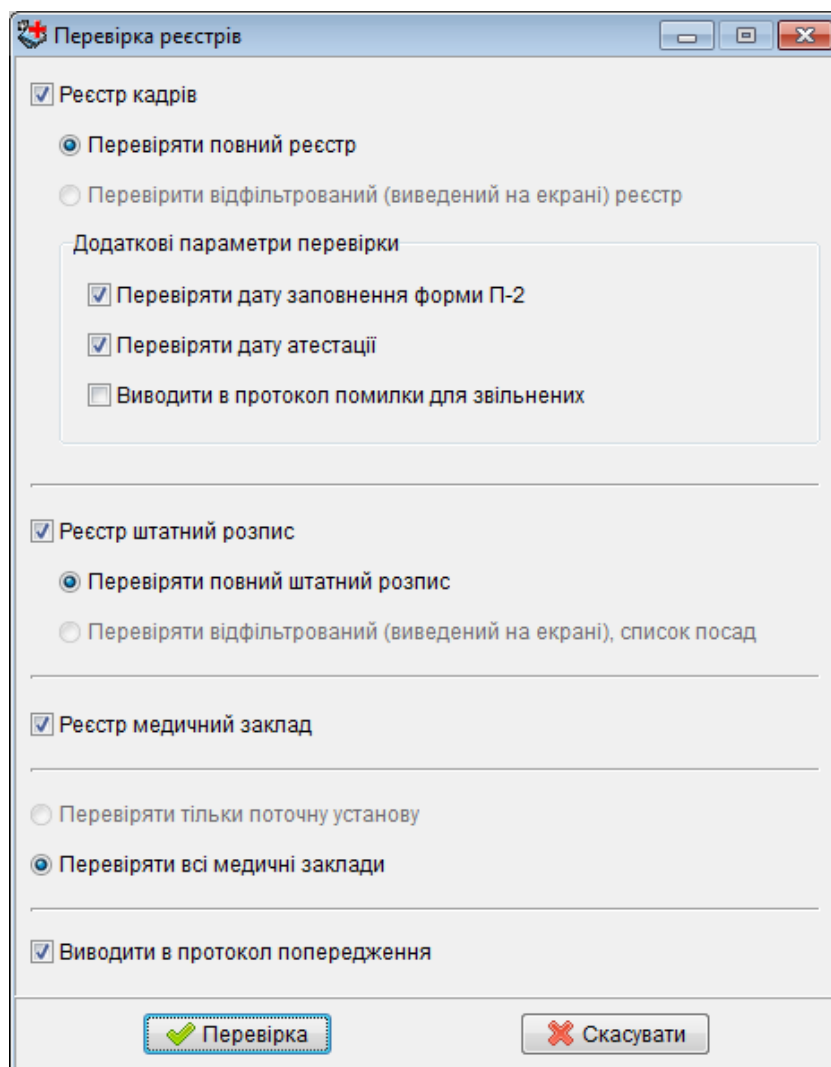 Перевірка реєстрів
Реєстр кадрів
Перевіряти повний реєстр
Перевірити відфільтрований (виведений на екрані) реєстр
Додаткові параметри перевірки
Перевіряти дату заповнення форми П-2
Перевіряти дату атестації
Виводити в протокол помилки для звільнених
Реєстр штатний розпис
Перевіряти повний штатний розпис
Перевіряти відфільтрований (виведений на екрані), список посад
Реєстр медичний заклад
Перевіряти тільки поточну установу
Перевіряти всі медичні заклади
Виводити в протокол попередження
Перевірка Скасувати